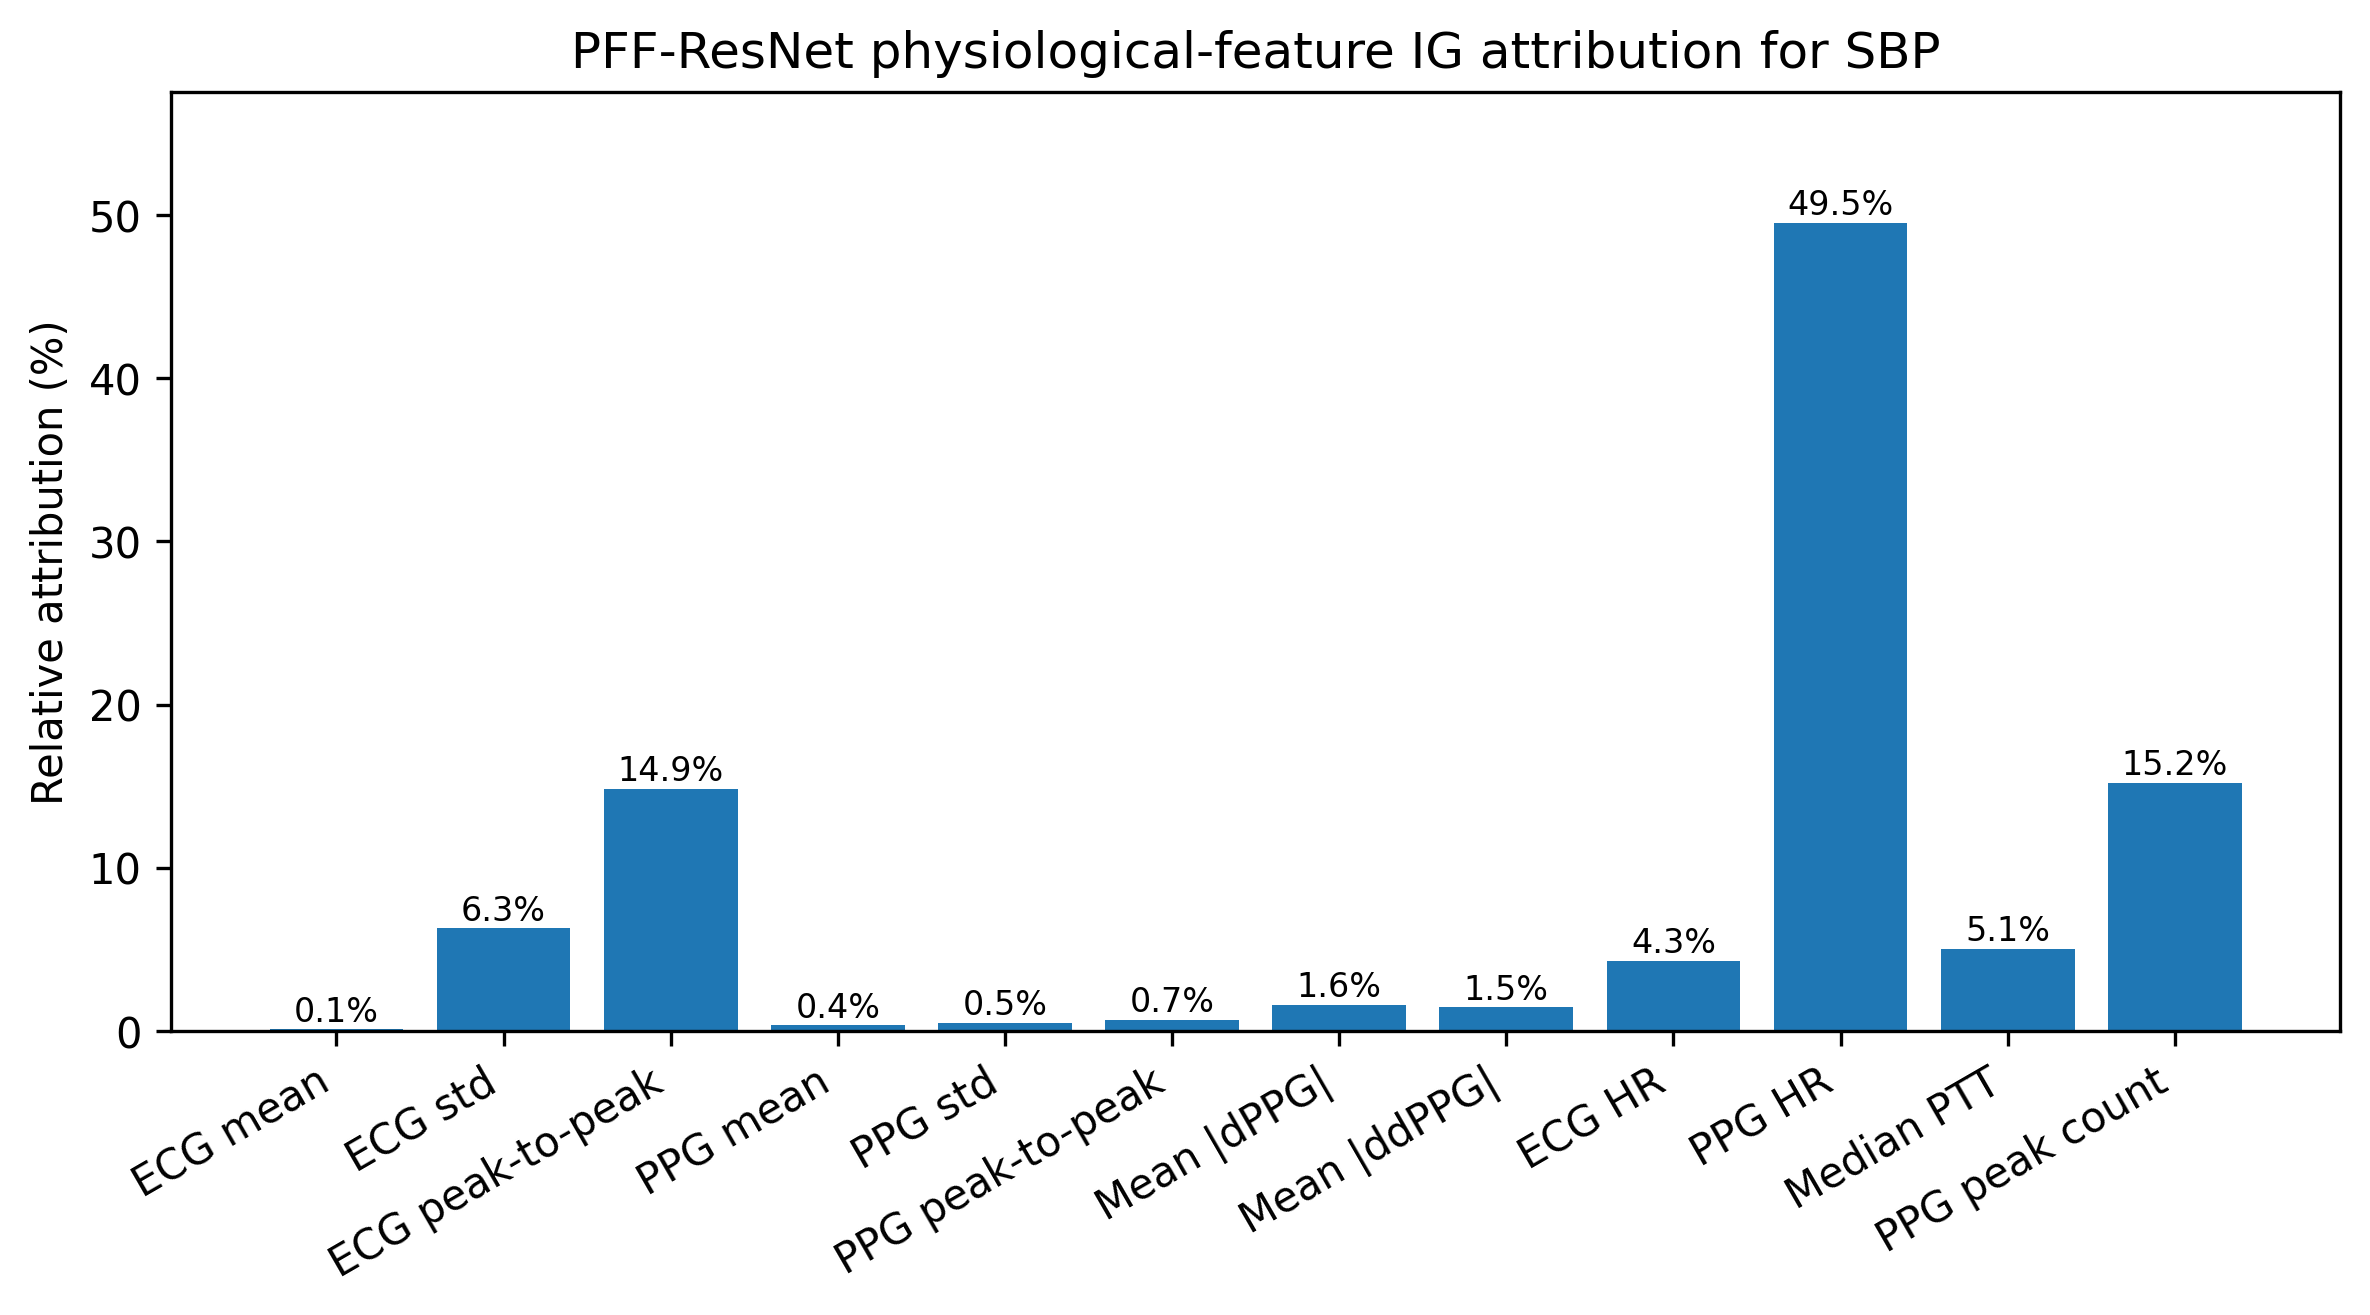 PFF-ResNet physiological-feature IG attribution for SBP
Relative attribution (%)
50
40
30
20
10
0
0.1%
6.3%
14.9%
0.4%
0.5%
0.7%
1.6%
1.5%
4.3%
49.5%
5.1%
15.2%
ECG mean
ECG std
ECG peak-to-peak
PPG mean
PPG std
PPG peak-to-peak
Mean |dPPG|
Mean |ddPPG|
ECG HR
PPG HR
Median PTT
PPG peak count